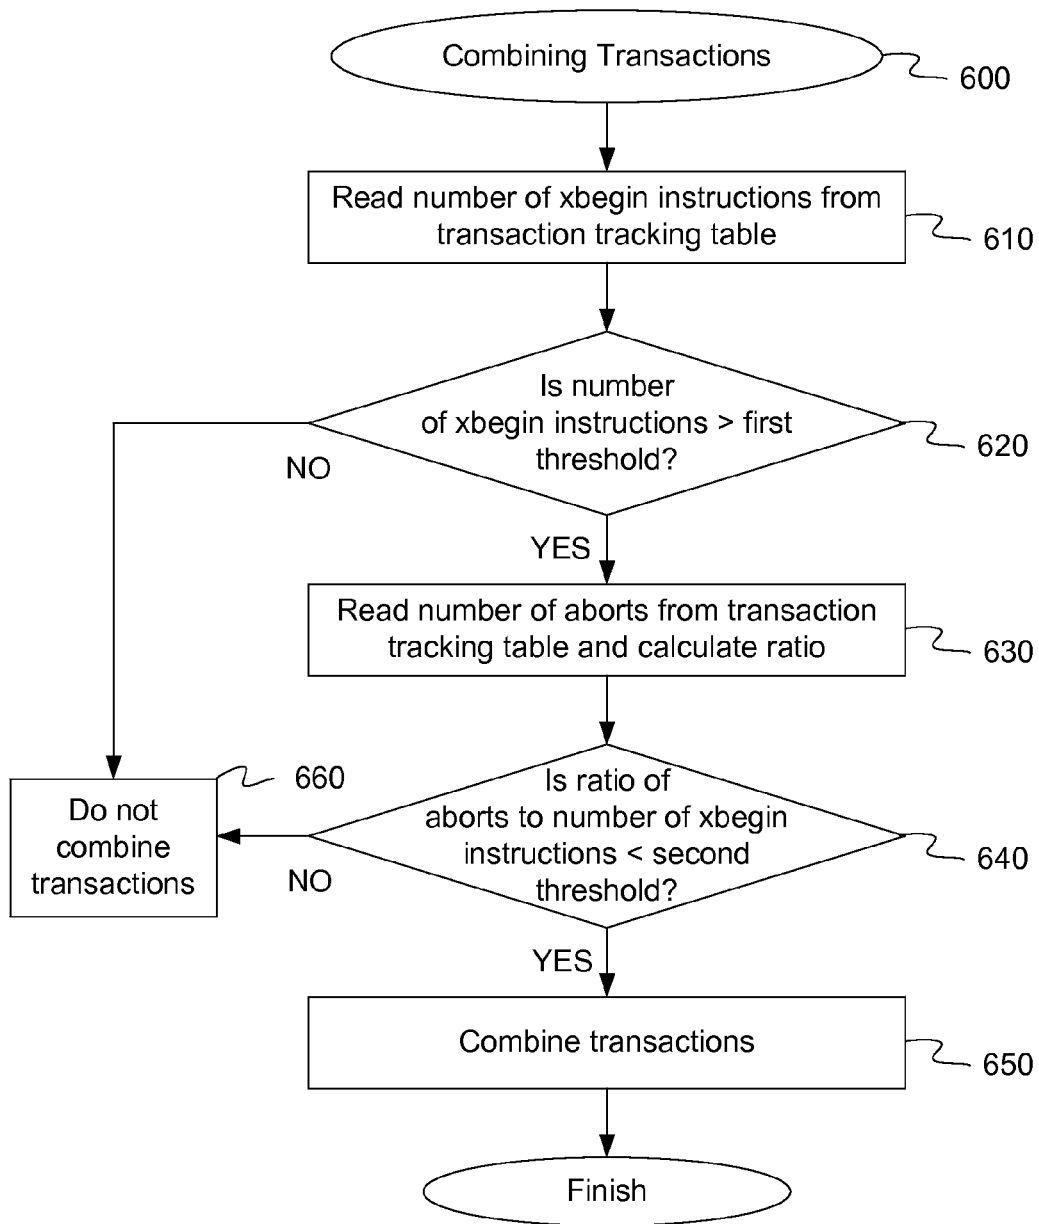 Combining Transactions
600
Read number of xbegin instructions from
transaction tracking table
610
Is number
of xbegin instructions > first
threshold?
620
NO
YES
Read number of aborts from transaction
tracking table and calculate ratio
630
660
Do not
combine
transactions
Is ratio of
aborts to number of xbegin
instructions < second
threshold?
640
NO
YES
Combine transactions
650
Finish